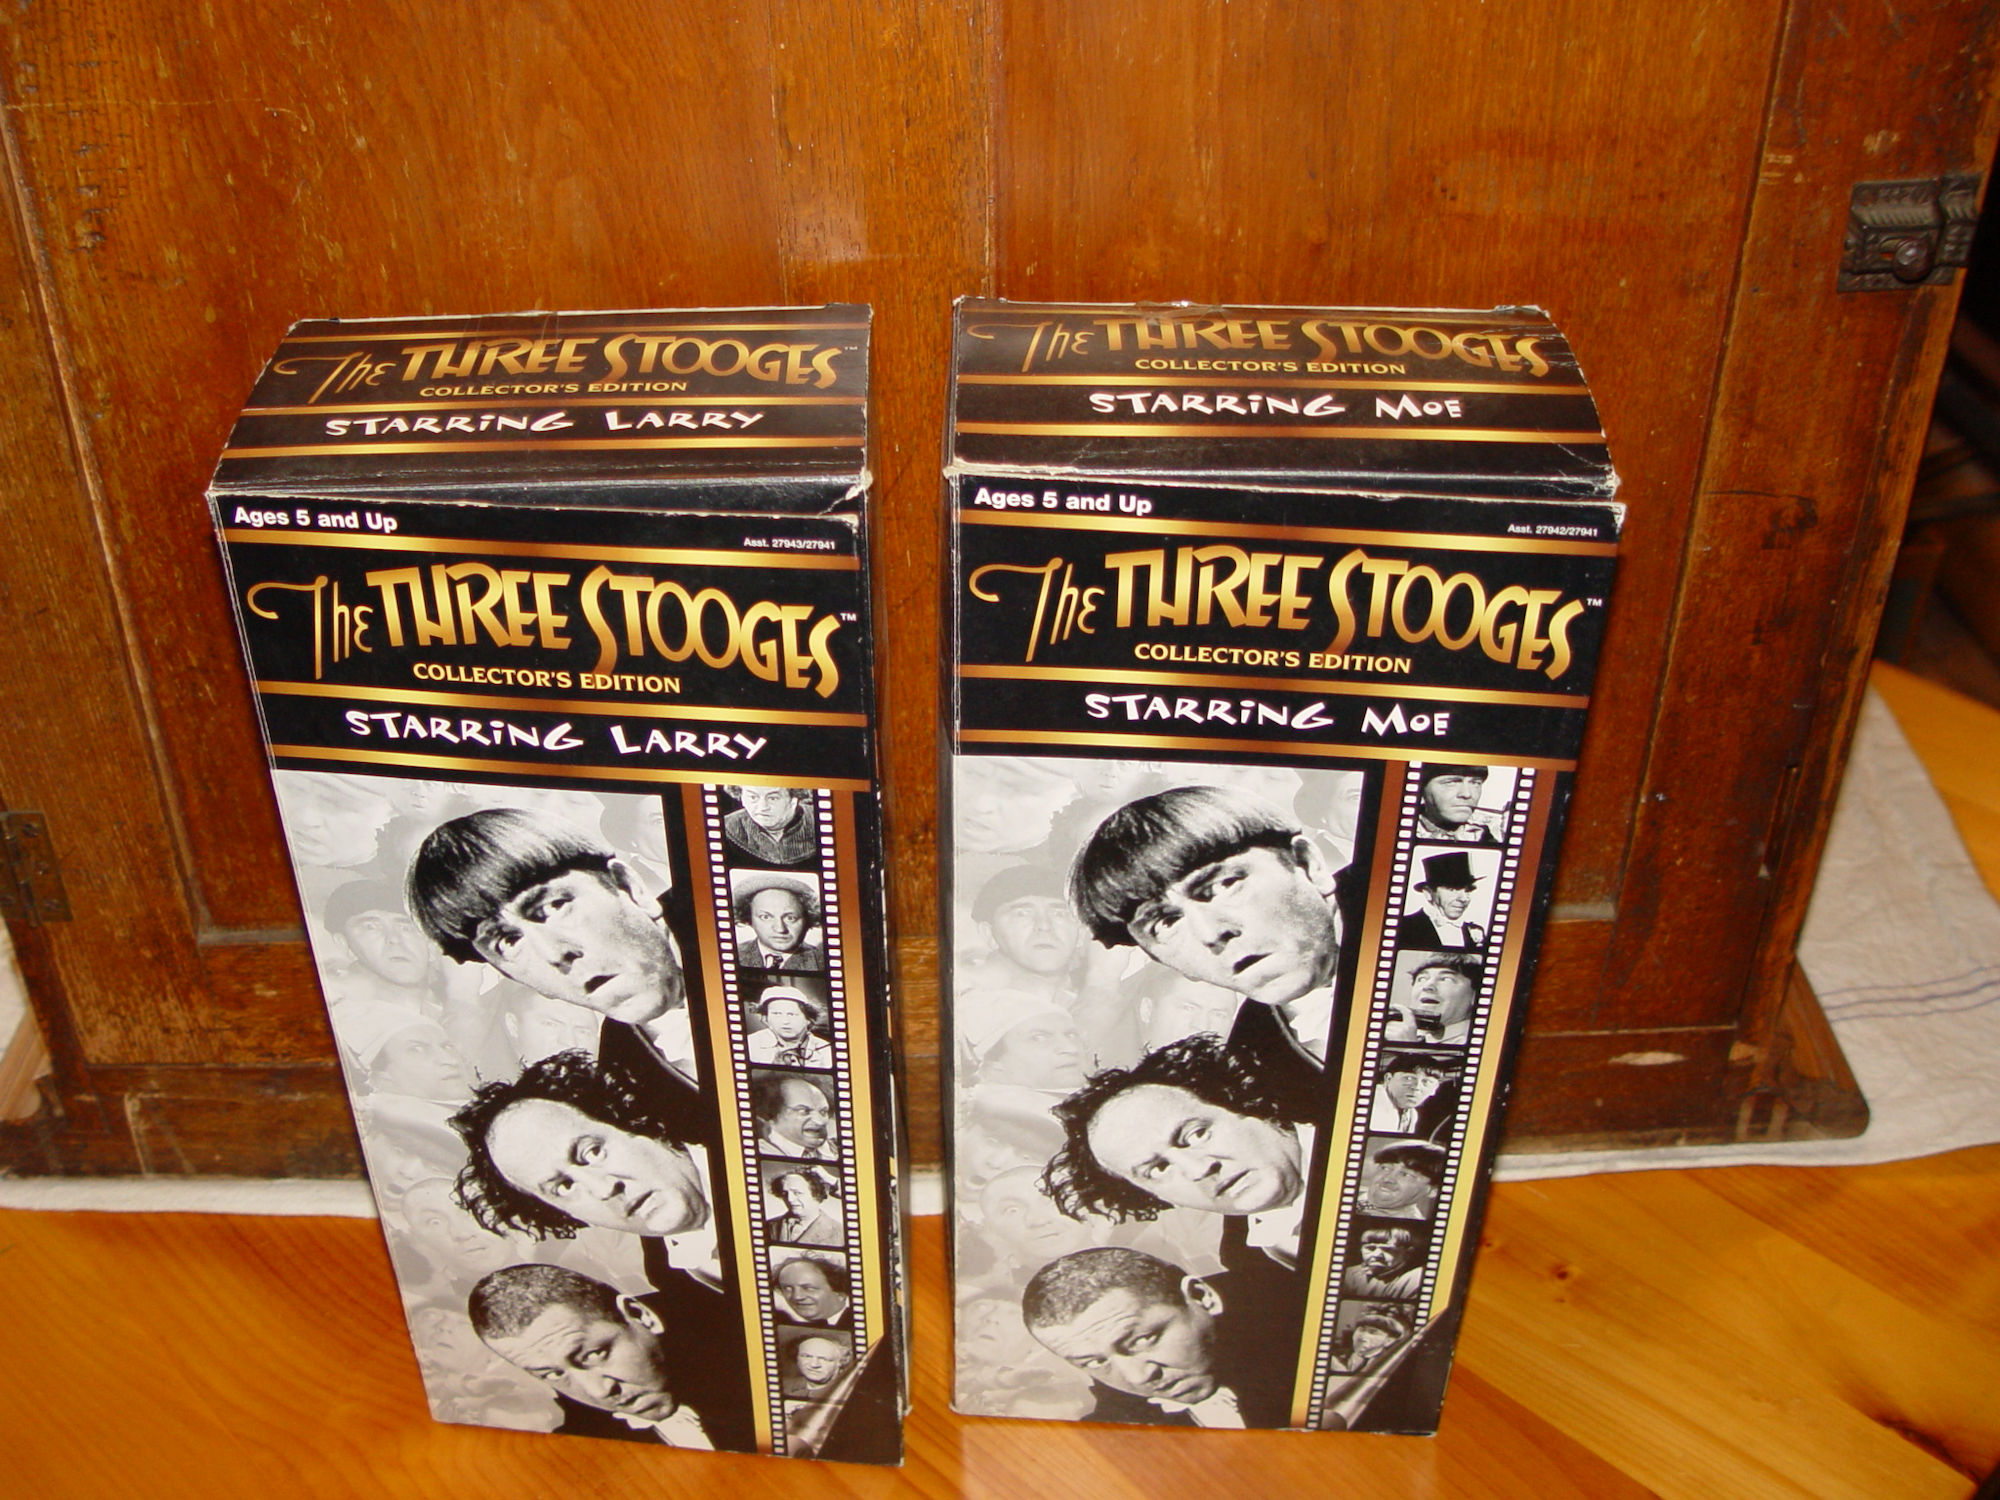 The THREE STOOGES™
COLLECTOR'S EDITION
STARRING LARRY
Ages 5 and Up
Asst. 27943/27941
The THREE STOOGES™
COLLECTOR'S EDITION
STARRING LARRY
The THREE STOOGES
COLLECTOR'S EDITION
STARRING MOE
Ages 5 and Up
Asst. 27942/27941
The THREE STOOGES™
COLLECTOR'S EDITION
STARRING MOE